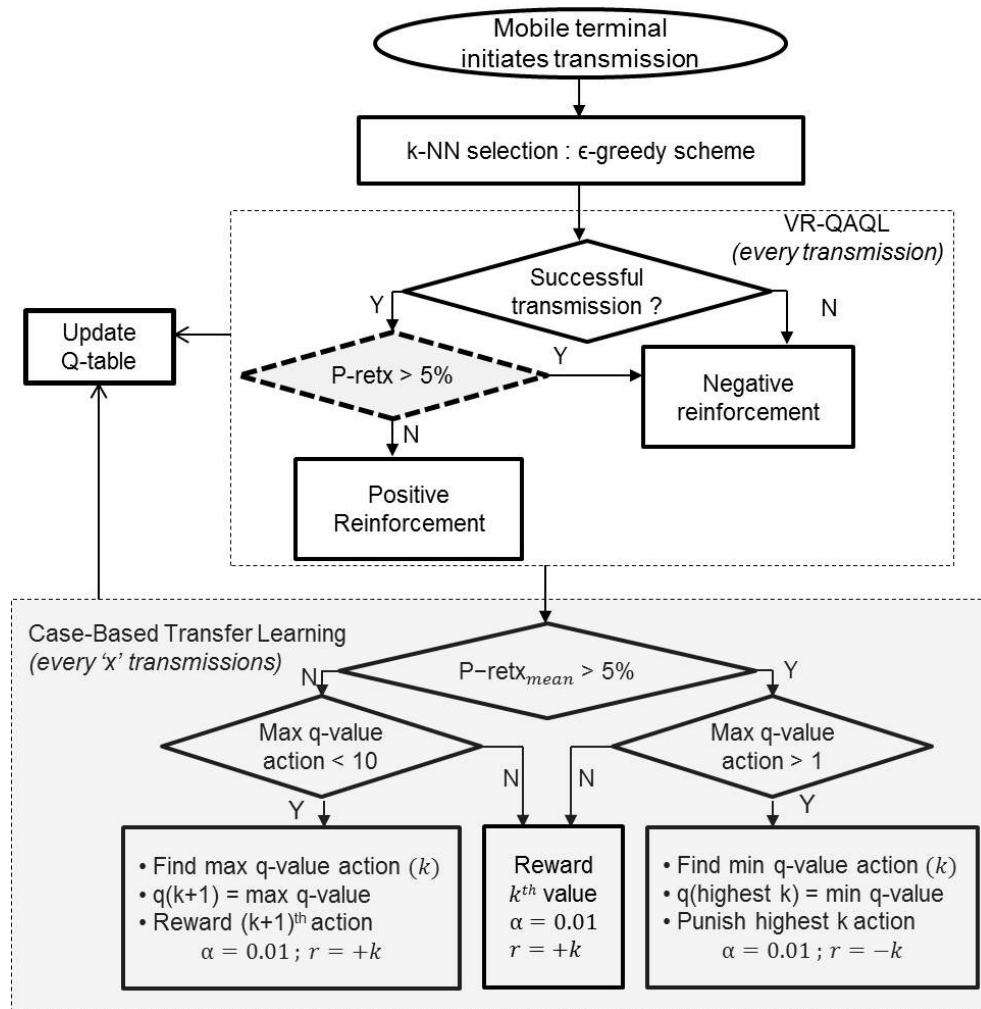 Mobile terminal
initiates transmission
k-NN selection : ϵ-greedy scheme
VR-QAQL
(every transmission)
Successful
transmission ?
Y
N
Update
Q-table
P-retx > 5%
Y
Negative
reinforcement
N
Positive
Reinforcement
Case-Based Transfer Learning
(every ‘x’ transmissions)
P−retx_mean > 5%
N
Y
Max q-value
action < 10
Max q-value
action > 1
N
N
Y
Y
• Find max q-value action (k)
• q(k+1) = max q-value
• Reward (k+1)th action
α = 0.01 ; r = +k
Reward
kth value
α = 0.01
r = +k
• Find min q-value action (k)
• q(highest k) = min q-value
• Punish highest k action
α = 0.01 ; r = −k